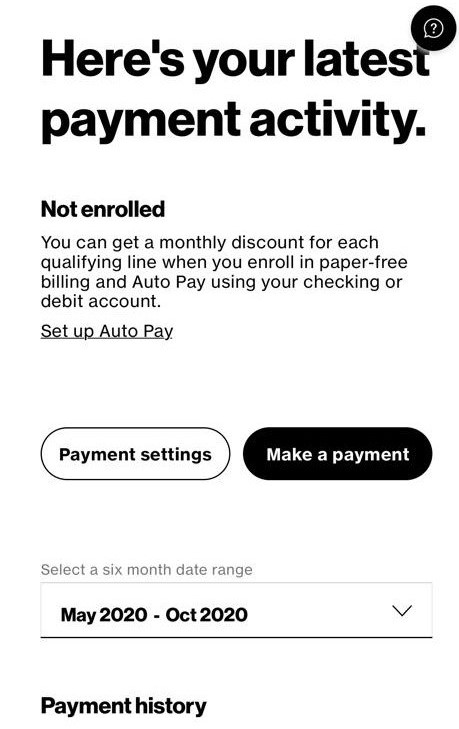 Here's your latest
payment activity.
Not enrolled
You can get a monthly discount for each
qualifying line when you enroll in paper-free
billing and Auto Pay using your checking or
debit account.
Set up Auto Pay
Payment settings
Make a payment
Select a six month date range
May 2020 - Oct 2020
Payment history